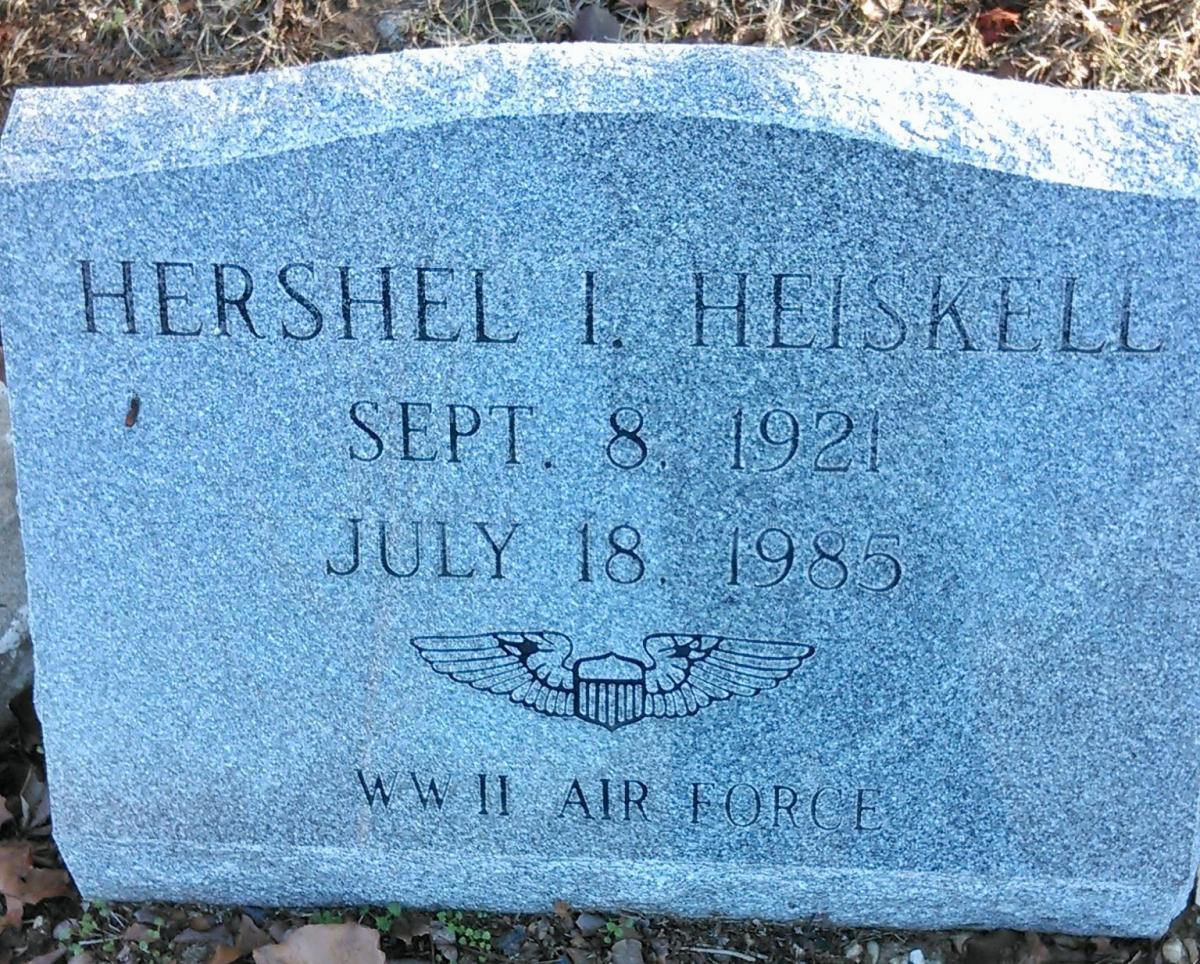 HERSHEL I. HEISKELL
SEPT. 8, 1921
JULY 18, 1985
WW II AIR FORCE